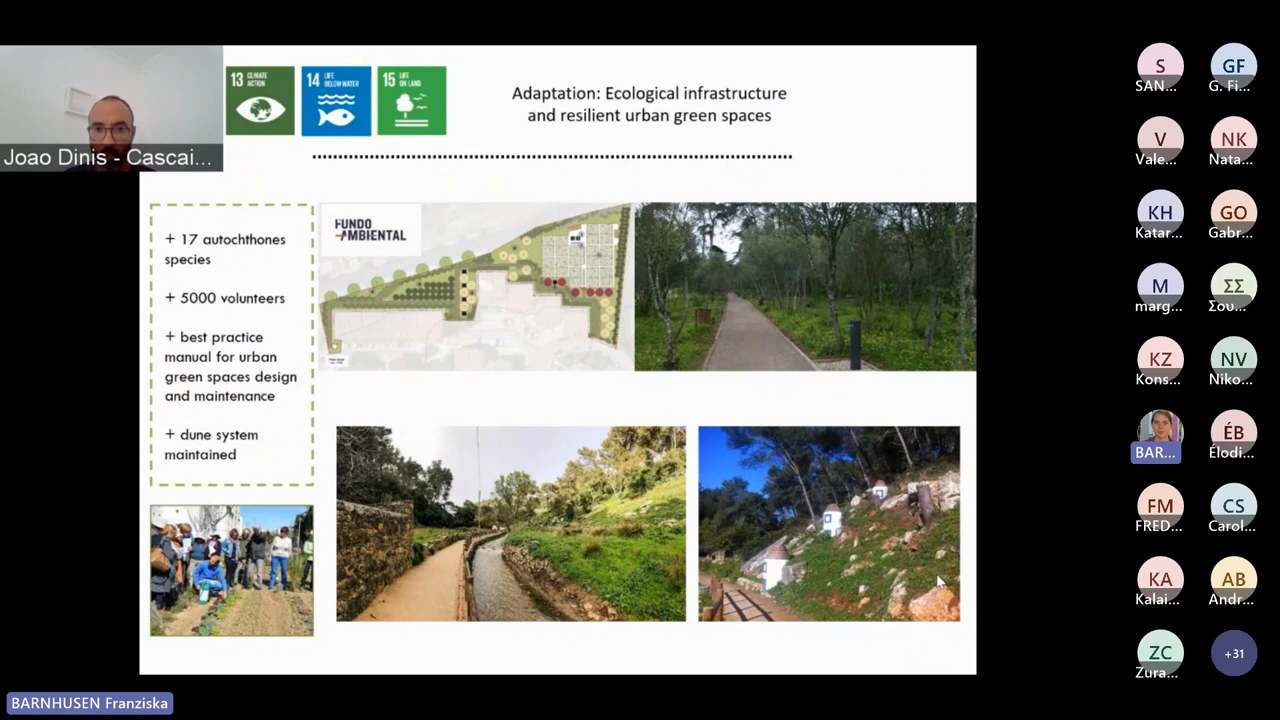 Joao Dinis - Cascai...
13 CLIMATE
ACTION
14 LIFE
BELOW WATER
15 LIFE
ON LAND
Adaptation: Ecological infrastructure
and resilient urban green spaces
+ 17 autochthones
species
+ 5000 volunteers
+ best practice
manual for urban
green spaces design
and maintenance
+ dune system
maintained
FUNDO
AMBIENTAL
S
SAN...
GF
G. Fi...
V
Vale...
NK
Nata...
KH
Katar...
GO
Gabr...
M
marg...
ΣΣ
Σου...
KZ
Kons...
NV
Niko...
BAR...
ÉB
Élodi...
FM
FRED...
CS
Carol...
KA
Kalai...
AB
Andr...
ZC
Zura...
+31
BARNHUSEN Franziska